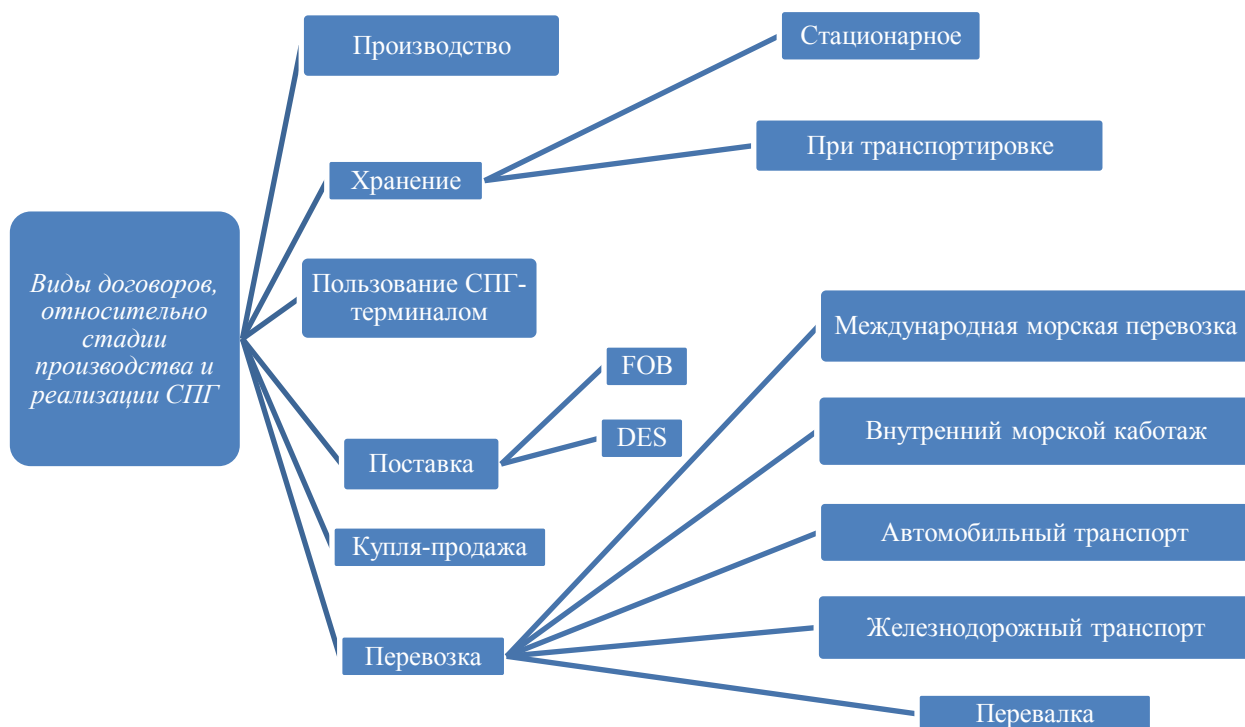 Виды договоров,
относительно
стадии
производства и
реализации СПГ
Производство
Хранение
Стационарное
При транспортировке
Пользование СПГ-
терминалом
Поставка
FOB
DES
Купля-продажа
Перевозка
Международная морская перевозка
Внутренний морской каботаж
Автомобильный транспорт
Железнодорожный транспорт
Перевалка